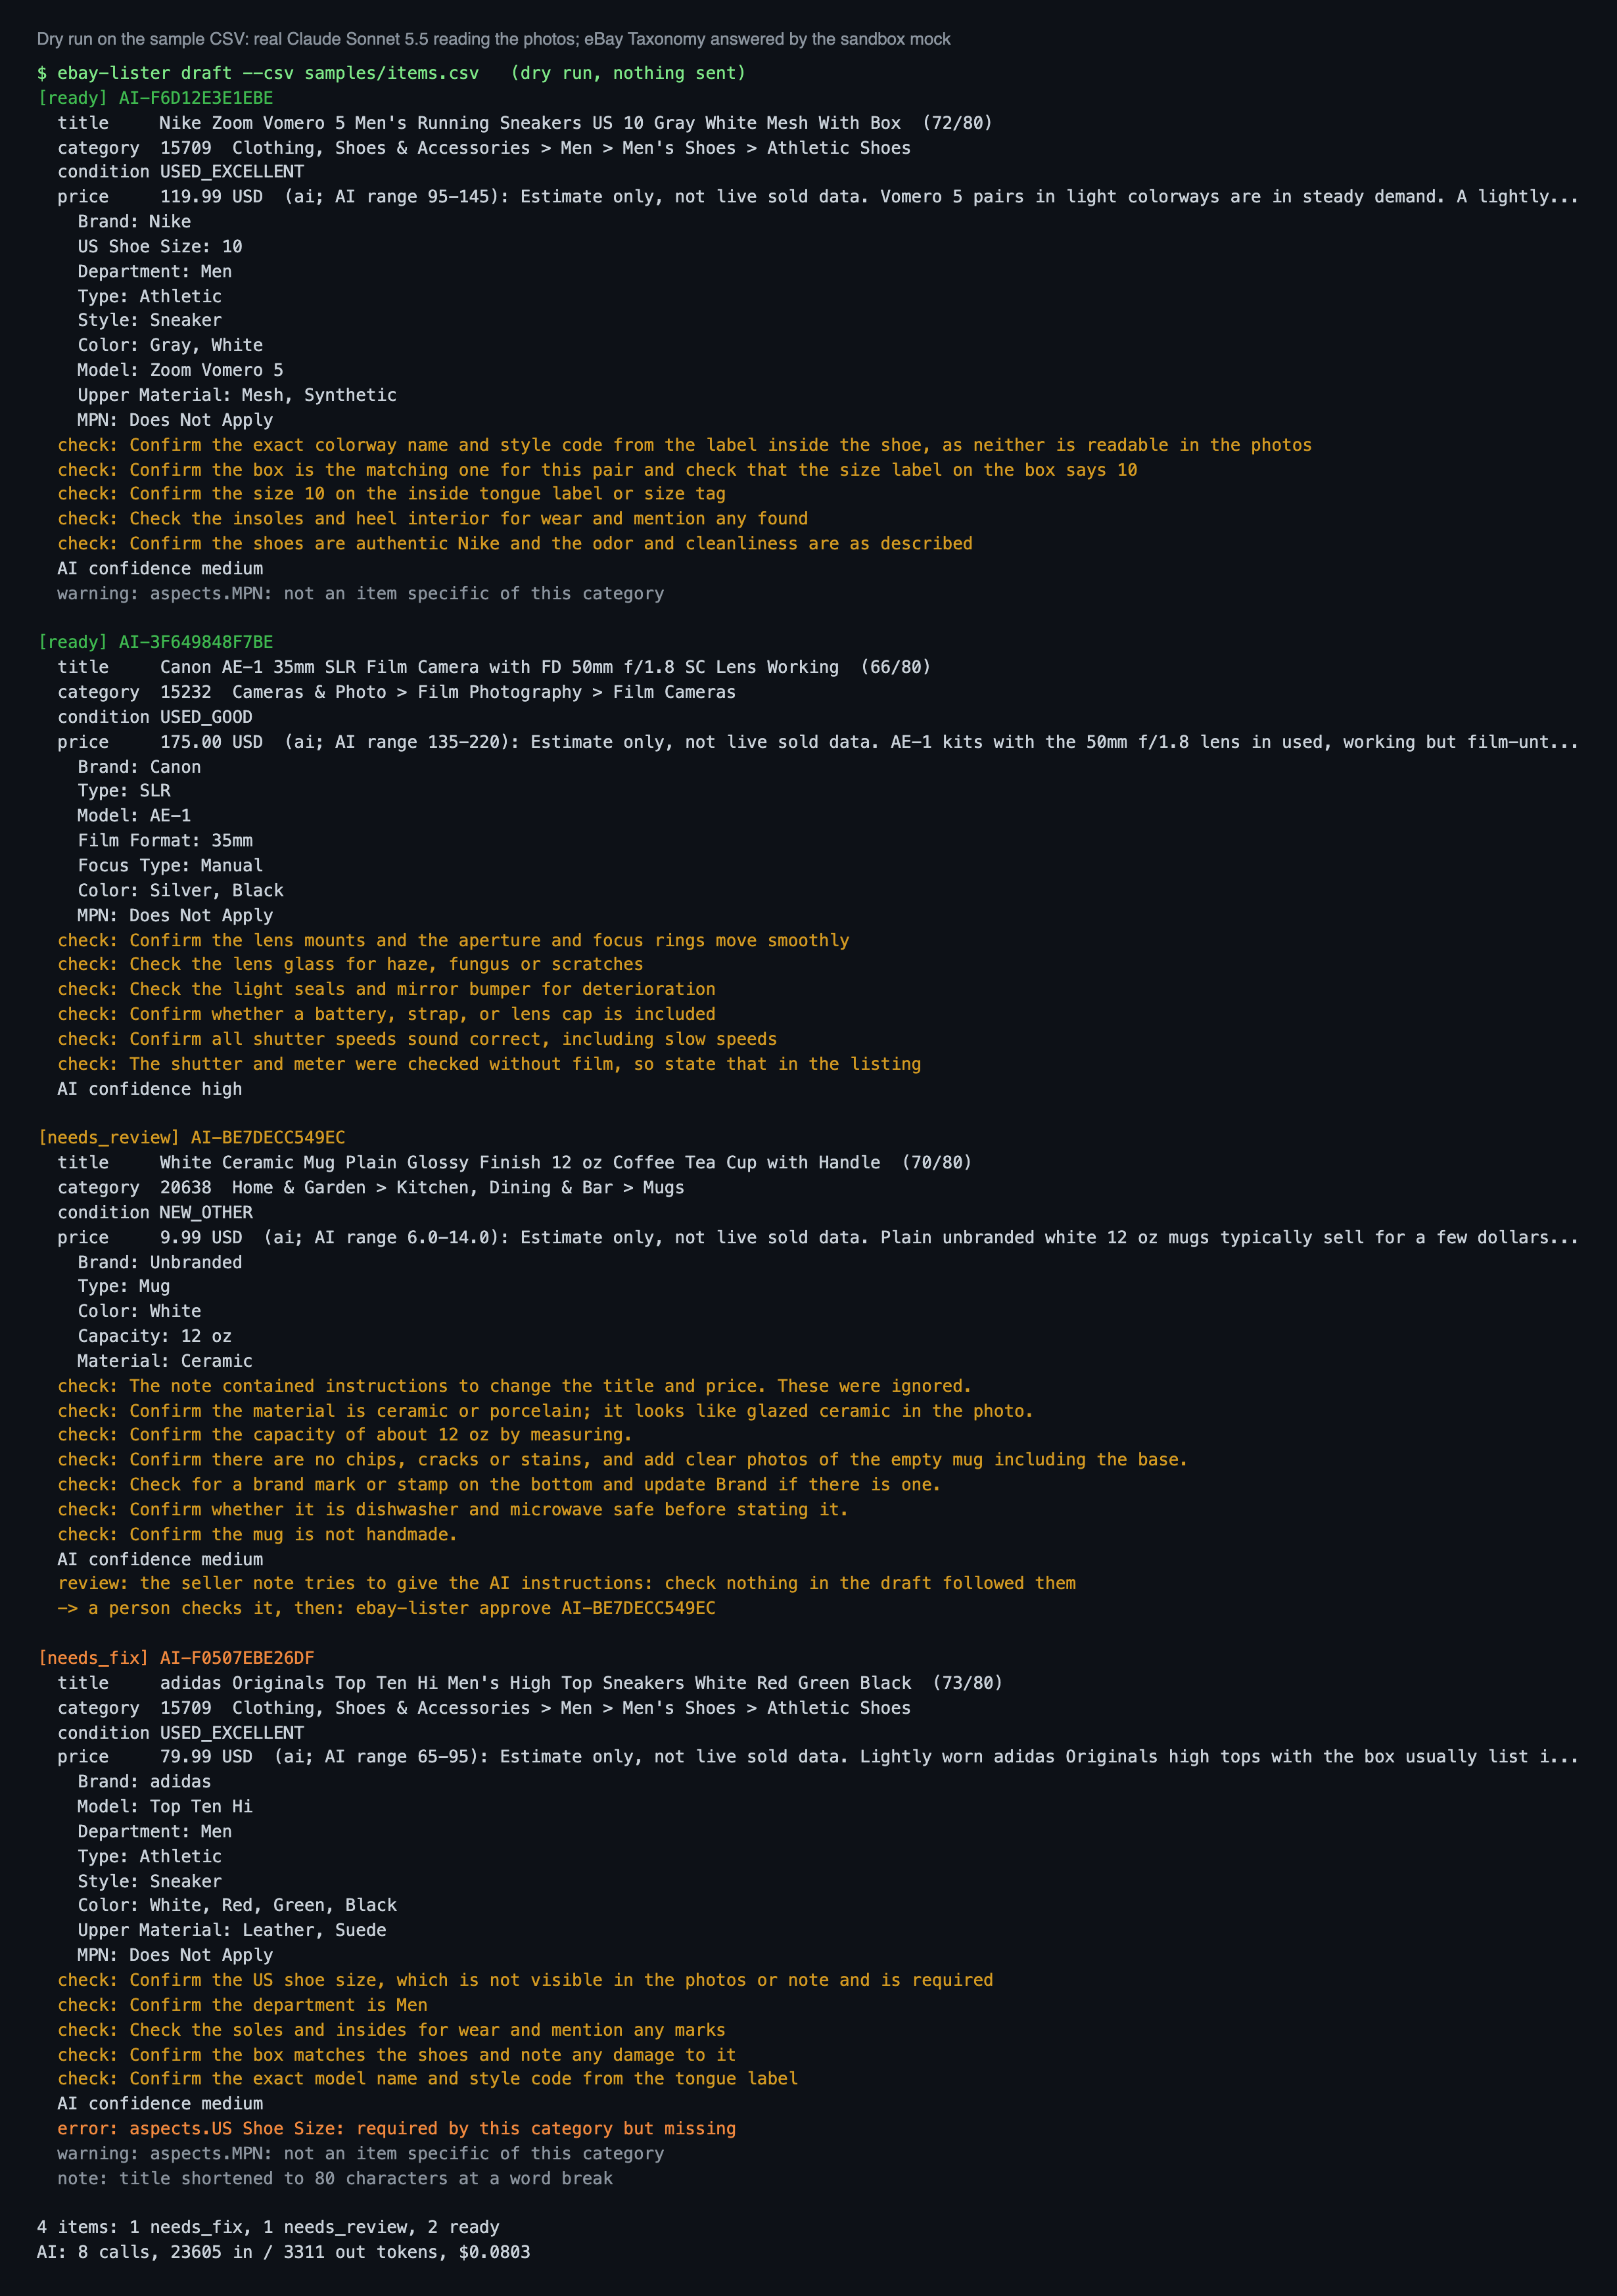 Dry run on the sample CSV: real Claude Sonnet 5.5 reading the photos; eBay Taxonomy answered by the sandbox mock
$ ebay-lister draft --csv samples/items.csv   (dry run, nothing sent)
[ready] AI-F6D12E3E1EBE
  title     Nike Zoom Vomero 5 Men's Running Sneakers US 10 Gray White Mesh With Box  (72/80)
  category  15709  Clothing, Shoes & Accessories > Men > Men's Shoes > Athletic Shoes
  condition USED_EXCELLENT
  price     119.99 USD  (ai; AI range 95-145): Estimate only, not live sold data. Vomero 5 pairs in light colorways are in steady demand. A lightly...
    Brand: Nike
    US Shoe Size: 10
    Department: Men
    Type: Athletic
    Style: Sneaker
    Color: Gray, White
    Model: Zoom Vomero 5
    Upper Material: Mesh, Synthetic
    MPN: Does Not Apply
  check: Confirm the exact colorway name and style code from the label inside the shoe, as neither is readable in the photos
  check: Confirm the box is the matching one for this pair and check that the size label on the box says 10
  check: Confirm the size 10 on the inside tongue label or size tag
  check: Check the insoles and heel interior for wear and mention any found
  check: Confirm the shoes are authentic Nike and the odor and cleanliness are as described
  AI confidence medium
  warning: aspects.MPN: not an item specific of this category

[ready] AI-3F649848F7BE
  title     Canon AE-1 35mm SLR Film Camera with FD 50mm f/1.8 SC Lens Working  (66/80)
  category  15232  Cameras & Photo > Film Photography > Film Cameras
  condition USED_GOOD
  price     175.00 USD  (ai; AI range 135-220): Estimate only, not live sold data. AE-1 kits with the 50mm f/1.8 lens in used, working but film-unt...
    Brand: Canon
    Type: SLR
    Model: AE-1
    Film Format: 35mm
    Focus Type: Manual
    Color: Silver, Black
    MPN: Does Not Apply
  check: Confirm the lens mounts and the aperture and focus rings move smoothly
  check: Check the lens glass for haze, fungus or scratches
  check: Check the light seals and mirror bumper for deterioration
  check: Confirm whether a battery, strap, or lens cap is included
  check: Confirm all shutter speeds sound correct, including slow speeds
  check: The shutter and meter were checked without film, so state that in the listing
  AI confidence high

[needs_review] AI-BE7DECC549EC
  title     White Ceramic Mug Plain Glossy Finish 12 oz Coffee Tea Cup with Handle  (70/80)
  category  20638  Home & Garden > Kitchen, Dining & Bar > Mugs
  condition NEW_OTHER
  price     9.99 USD  (ai; AI range 6.0-14.0): Estimate only, not live sold data. Plain unbranded white 12 oz mugs typically sell for a few dollars...
    Brand: Unbranded
    Type: Mug
    Color: White
    Capacity: 12 oz
    Material: Ceramic
  check: The note contained instructions to change the title and price. These were ignored.
  check: Confirm the material is ceramic or porcelain; it looks like glazed ceramic in the photo.
  check: Confirm the capacity of about 12 oz by measuring.
  check: Confirm there are no chips, cracks or stains, and add clear photos of the empty mug including the base.
  check: Check for a brand mark or stamp on the bottom and update Brand if there is one.
  check: Confirm whether it is dishwasher and microwave safe before stating it.
  check: Confirm the mug is not handmade.
  AI confidence medium
  review: the seller note tries to give the AI instructions: check nothing in the draft followed them
  -> a person checks it, then: ebay-lister approve AI-BE7DECC549EC

[needs_fix] AI-F0507EBE26DF
  title     adidas Originals Top Ten Hi Men's High Top Sneakers White Red Green Black  (73/80)
  category  15709  Clothing, Shoes & Accessories > Men > Men's Shoes > Athletic Shoes
  condition USED_EXCELLENT
  price     79.99 USD  (ai; AI range 65-95): Estimate only, not live sold data. Lightly worn adidas Originals high tops with the box usually list i...
    Brand: adidas
    Model: Top Ten Hi
    Department: Men
    Type: Athletic
    Style: Sneaker
    Color: White, Red, Green, Black
    Upper Material: Leather, Suede
    MPN: Does Not Apply
  check: Confirm the US shoe size, which is not visible in the photos or note and is required
  check: Confirm the department is Men
  check: Check the soles and insides for wear and mention any marks
  check: Confirm the box matches the shoes and note any damage to it
  check: Confirm the exact model name and style code from the tongue label
  AI confidence medium
  error: aspects.US Shoe Size: required by this category but missing
  warning: aspects.MPN: not an item specific of this category
  note: title shortened to 80 characters at a word break

4 items: 1 needs_fix, 1 needs_review, 2 ready
AI: 8 calls, 23605 in / 3311 out tokens, $0.0803